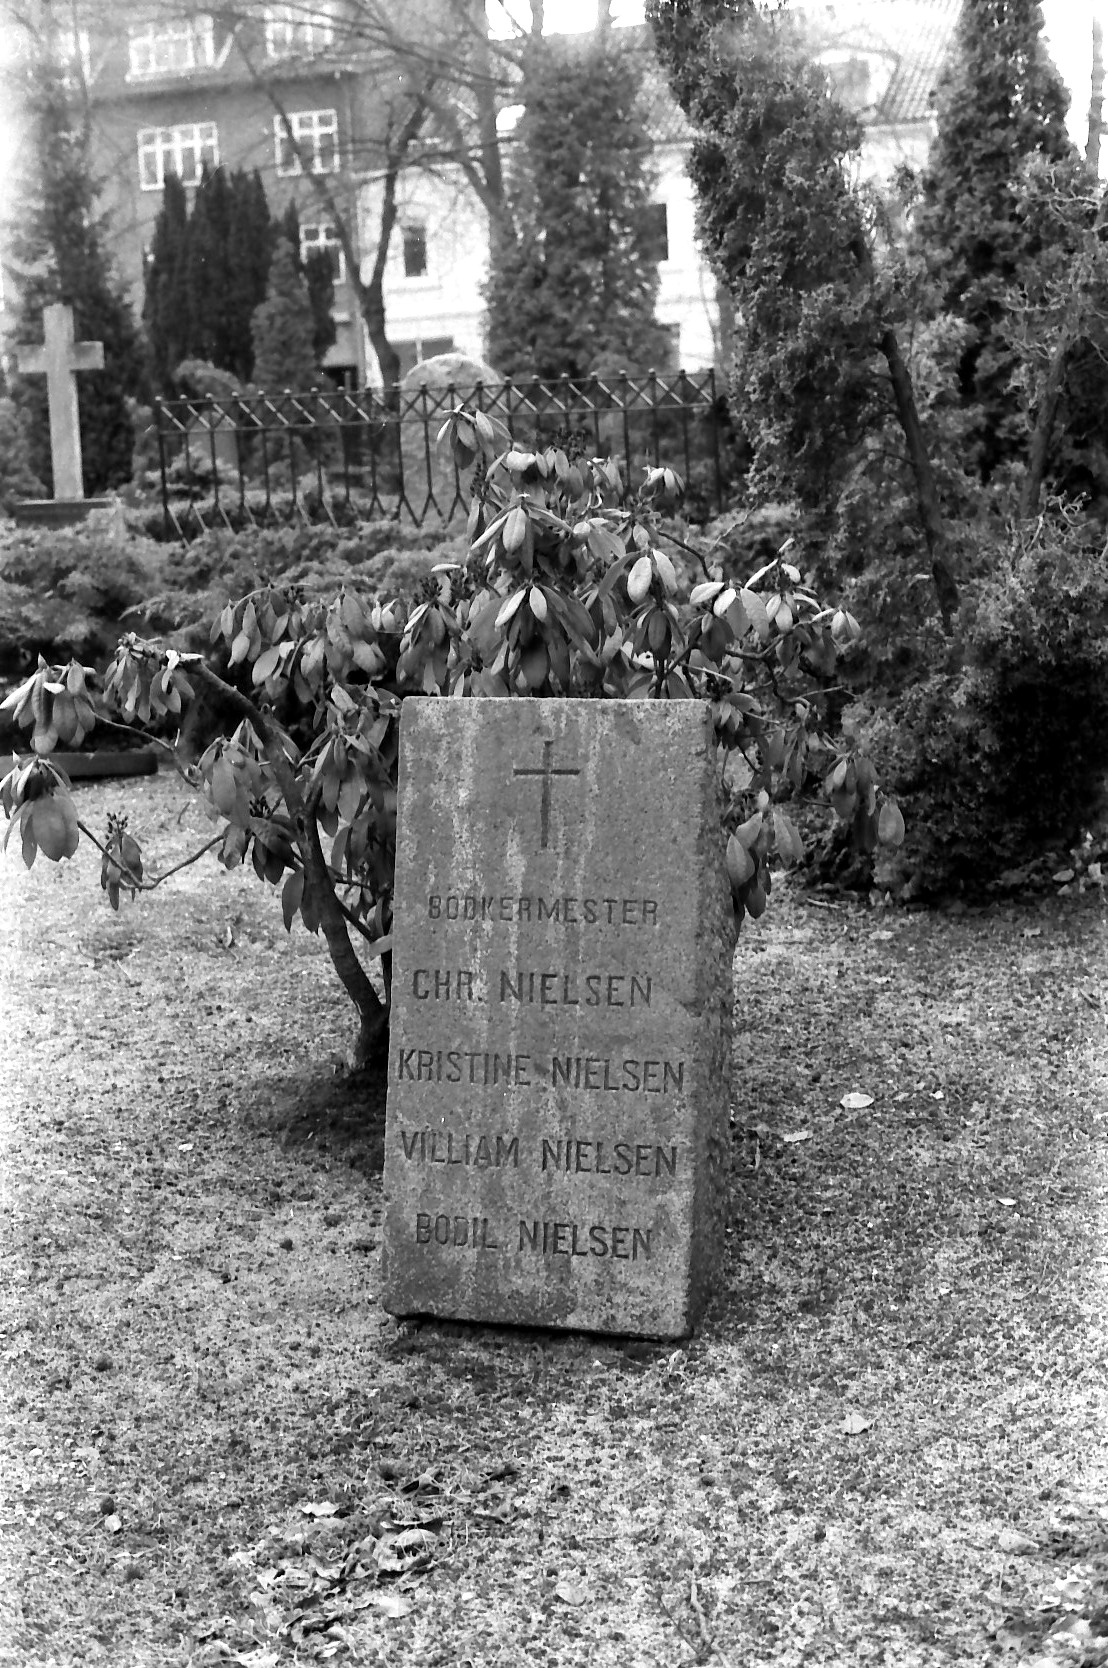 BØDKERMESTER
CHR. NIELSEN
KRISTINE NIELSEN
VILLIAM NIELSEN
BODIL NIELSEN